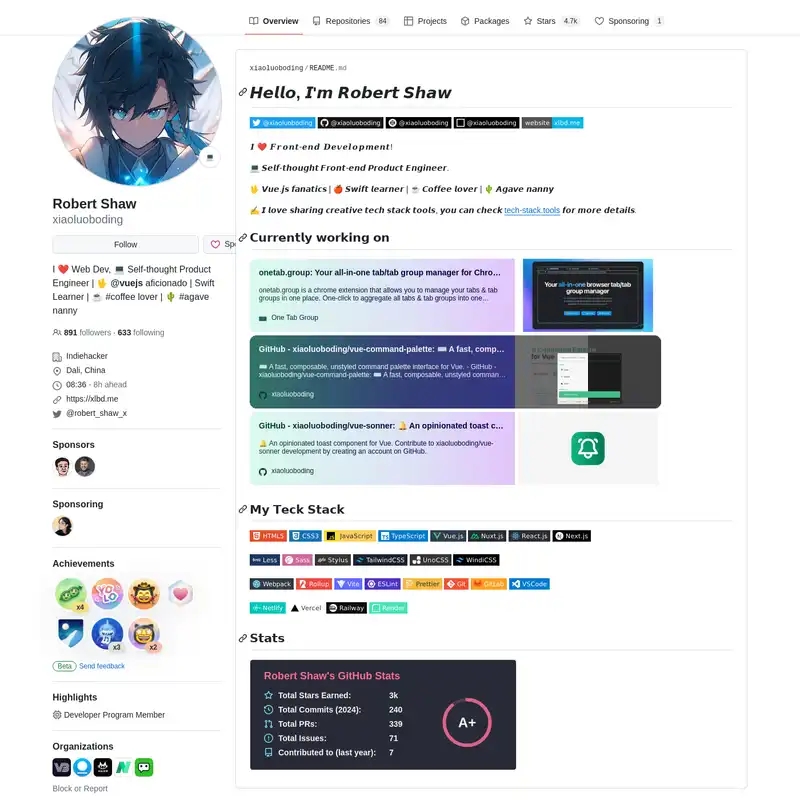 Overview Repositories 84 Projects Packages Stars 4.7k Sponsoring 1
Robert Shaw
xiaoluoboding
Follow
Spo
I ❤️ Web Dev, 💻 Self-thought Product
Engineer | 🖖 @vuejs aficionado | Swift
Learner | ☕ #coffee lover | 🌵 #agave
nanny
891 followers · 633 following
Indiehacker
Dali, China
08:36 - 8h ahead
https://xlbd.me
@robert_shaw_x
Sponsors
Sponsoring
Achievements
x4
YOLO
x3
x2
Beta Send feedback
Highlights
Developer Program Member
Organizations
Block or Report
xiaoluoboding/README.md
Hello, I'm Robert Shaw
@xiaoluoboding @xiaoluoboding @xiaoluoboding @xiaoluoboding website xlbd.me
I ❤️ Front-end Development!
💻 Self-thought Front-end Product Engineer.
🖖 Vue.js fanatics | 🍎 Swift learner | ☕ Coffee lover | 🌵 Agave nanny
✍️ I love sharing creative tech stack tools, you can check tech-stack.tools for more details.
Currently working on
onetab.group: Your all-in-one tab/tab group manager for Chro...
onetab.group is a chrome extension that allows you to manage your tabs & tab
groups in one place. One-click to aggregate all tabs & tab groups into one...
One Tab Group
Your all-in-one browser tab/tab
group manager
GitHub - xiaoluoboding/vue-command-palette: ⌨️ A fast, comp...
⌨️ A fast, composable, unstyled command palette interface for Vue. - GitHub -
xiaoluoboding/vue-command-palette: ⌨️ A fast, composable, unstyled comman...
xiaoluoboding
for Vue
GitHub - xiaoluoboding/vue-sonner: 🔔 An opinionated toast c...
🔔 An opinionated toast component for Vue. Contribute to xiaoluoboding/vue-
sonner development by creating an account on GitHub.
xiaoluoboding
My Teck Stack
HTML5 CSS3 JavaScript TypeScript Vue.js Nuxt.js React.js Next.js
Less Sass Stylus TailwindCSS UnoCSS WindiCSS
Webpack Rollup Vite ESLint Prettier Git GitLab VSCode
Netlify Vercel Railway Render
Stats
Robert Shaw's GitHub Stats
Total Stars Earned: 3k
Total Commits (2024): 240
Total PRs: 339
Total Issues: 71
Contributed to (last year): 7
A+